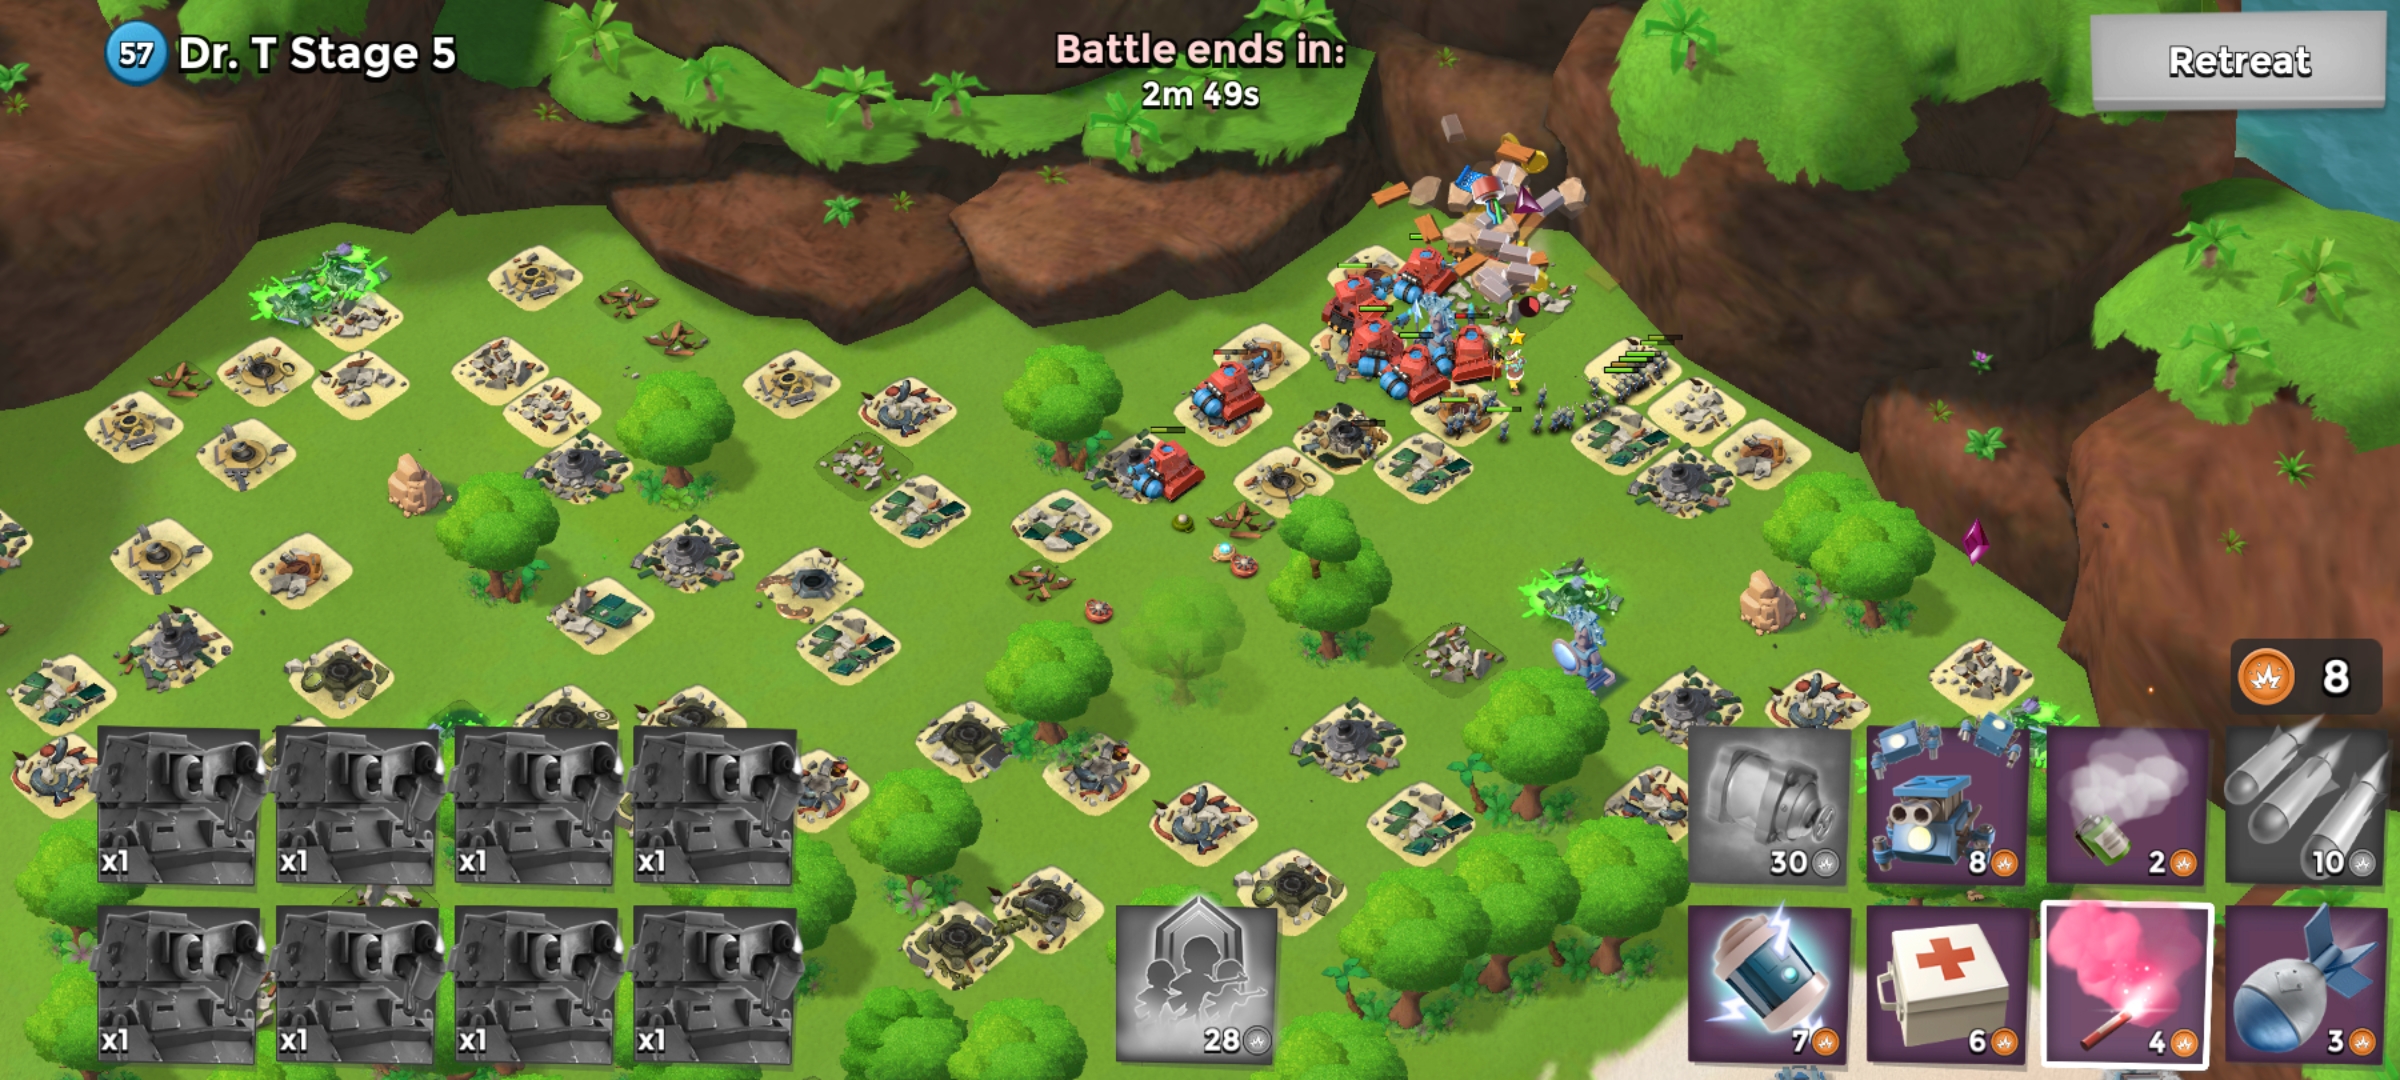 57 Dr. T Stage 5
Battle ends in:
2m 49s
Retreat
8
x1 x1 x1 x1
30 8 2 10
x1 x1 x1 x1
28
7 6 4 3